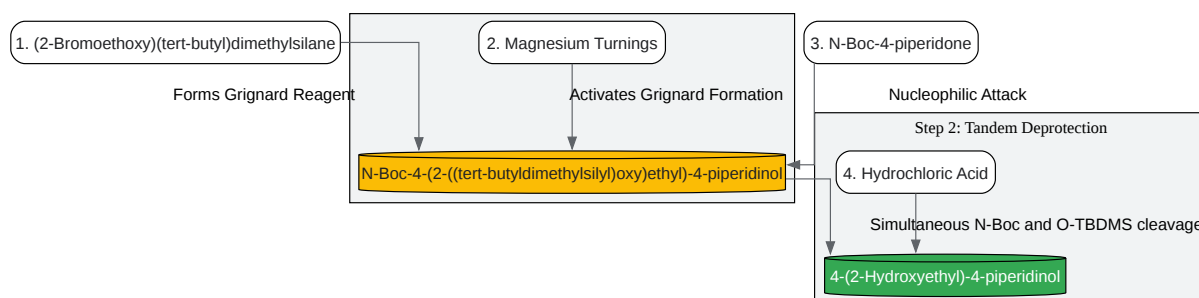 1. (2-Bromoethoxy)(tert-butyl)dimethylsilane
2. Magnesium Turnings
3. N-Boc-4-piperidone
Forms Grignard Reagent
Activates Grignard Formation
Nucleophilic Attack
Step 2: Tandem Deprotection
N-Boc-4-(2-((tert-butyldimethylsilyl)oxy)ethyl)-4-piperidinol
4. Hydrochloric Acid
Simultaneous N-Boc and O-TBDMS cleavage
4-(2-Hydroxyethyl)-4-piperidinol